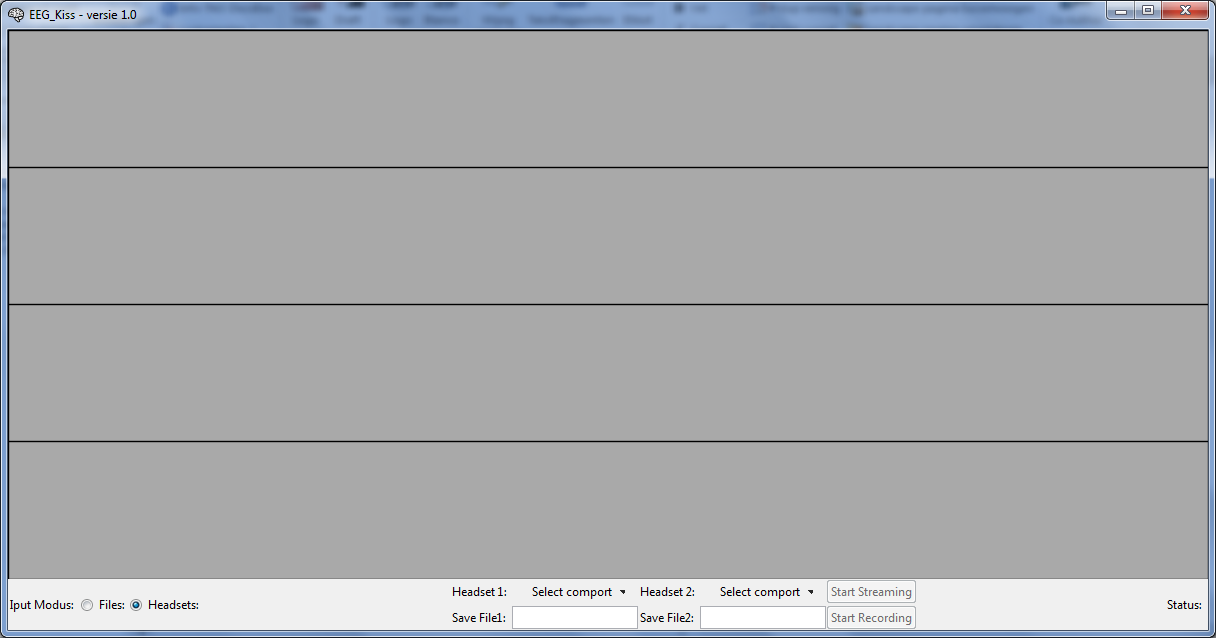 EEG_Kiss - versie 1.0
Headset 1: Select comport Headset 2: Select comport Start Streaming
Iput Modus: Files: Headsets:
Status:
Save File1: Save File2: Start Recording